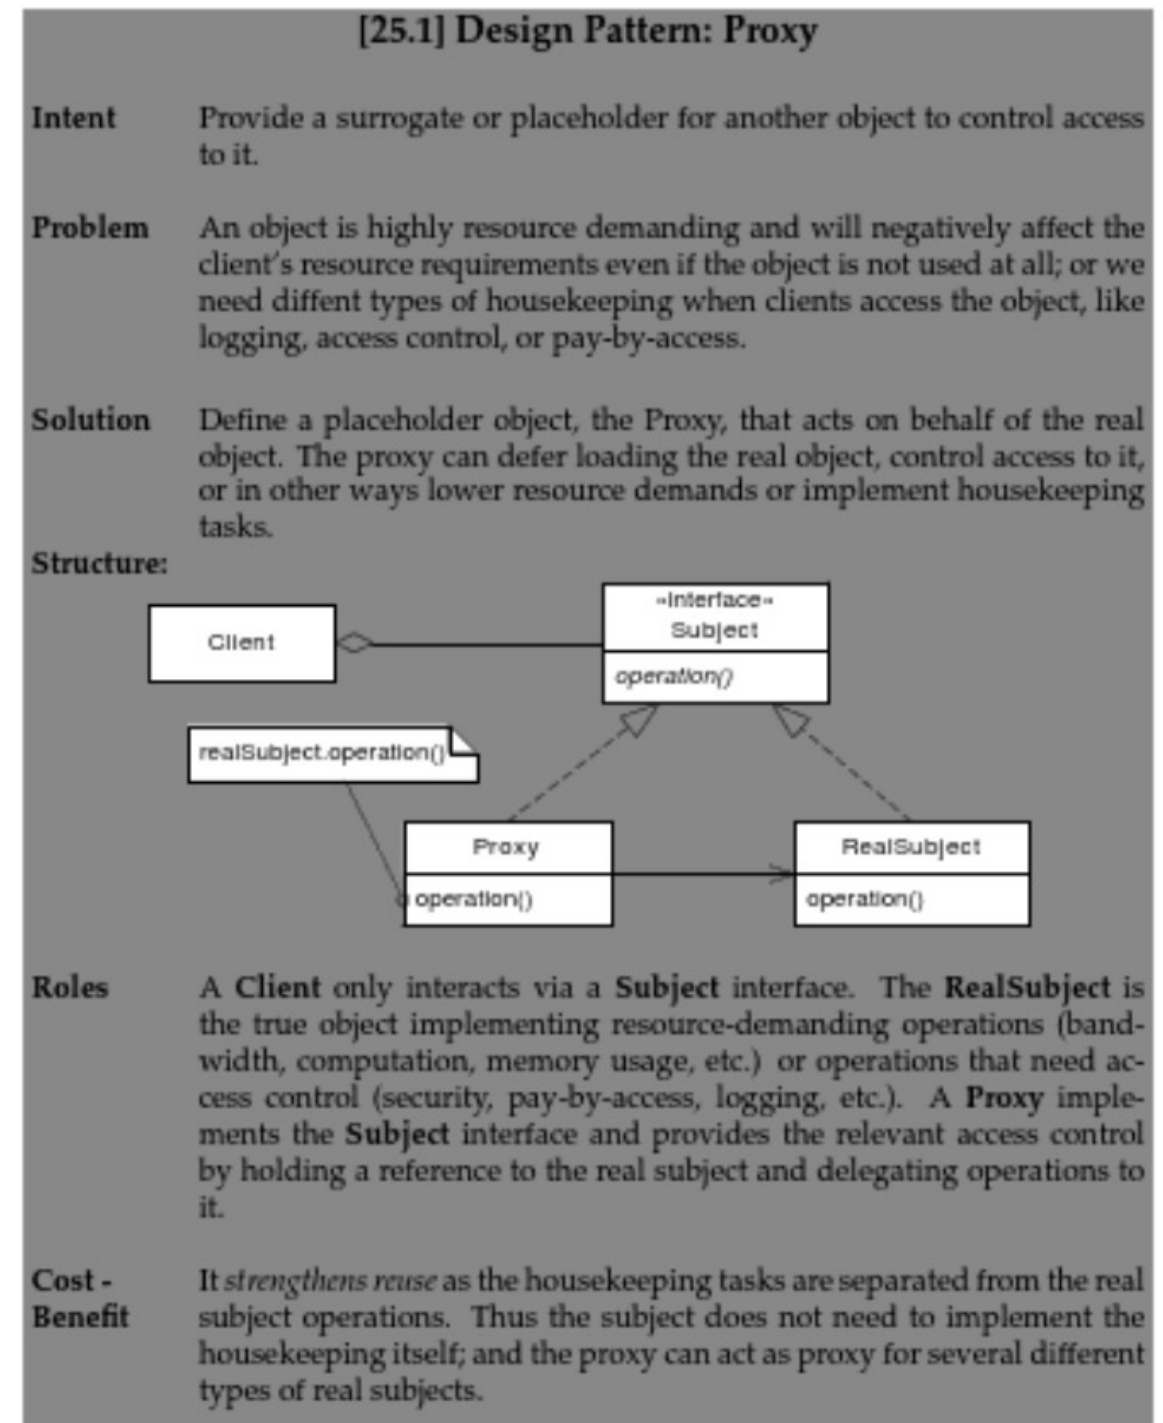 [25.1] Design Pattern: Proxy
Intent Provide a surrogate or placeholder for another object to control access
to it.
Problem An object is highly resource demanding and will negatively affect the
client's resource requirements even if the object is not used at all; or we
need diffent types of housekeeping when clients access the object, like
logging, access control, or pay-by-access.
Solution Define a placeholder object, the Proxy, that acts on behalf of the real
object. The proxy can defer loading the real object, control access to it,
or in other ways lower resource demands or implement housekeeping
tasks.
Structure:
«interface»
Subject
Client
operation()
realSubject.operation()
Proxy
RealSubject
operation()
operation()
Roles A Client only interacts via a Subject interface. The RealSubject is
the true object implementing resource-demanding operations (band-
width, computation, memory usage, etc.) or operations that need ac-
cess control (security, pay-by-access, logging, etc.). A Proxy imple-
ments the Subject interface and provides the relevant access control
by holding a reference to the real subject and delegating operations to
it.
Cost - It strengthens reuse as the housekeeping tasks are separated from the real
Benefit subject operations. Thus the subject does not need to implement the
housekeeping itself; and the proxy can act as proxy for several different
types of real subjects.